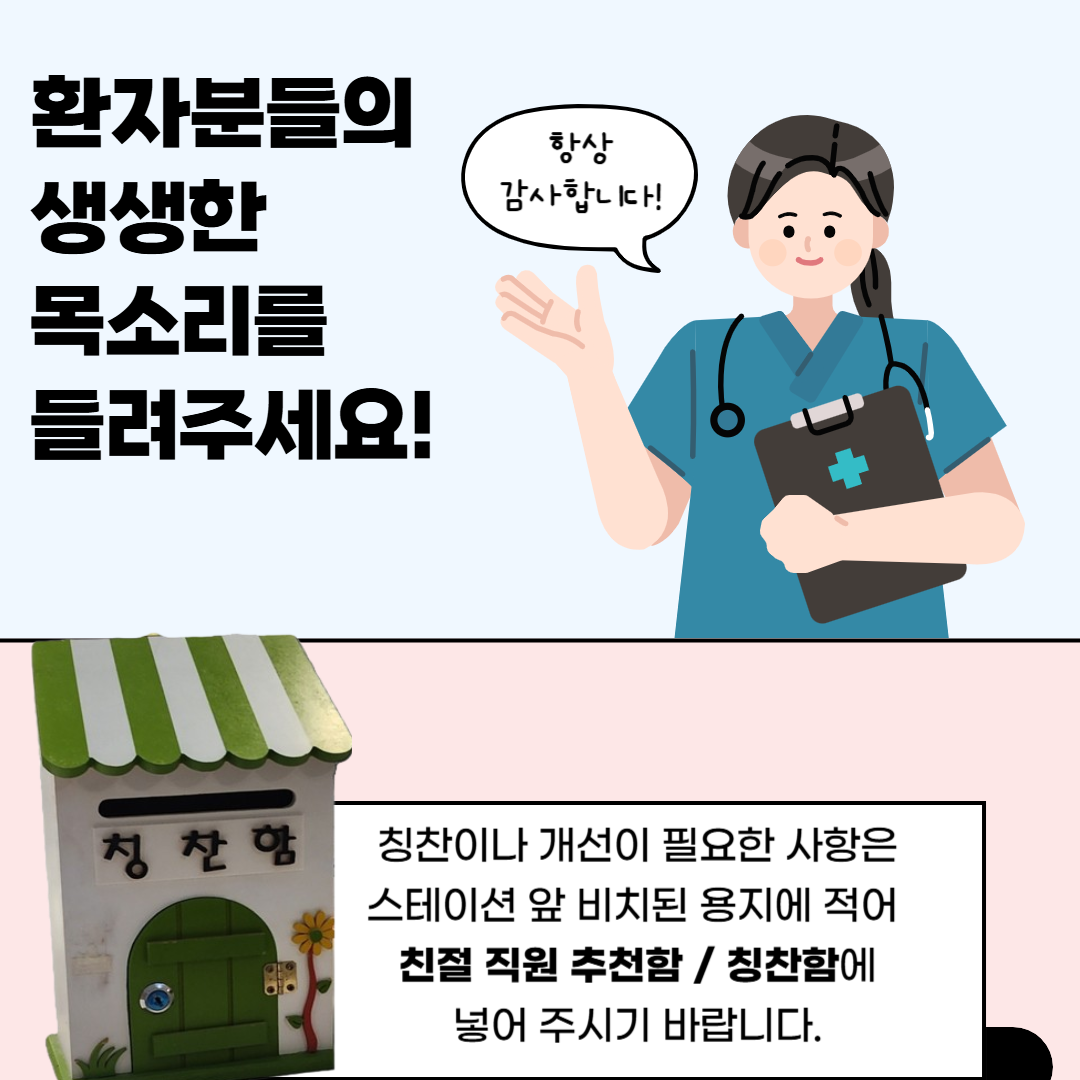 환자분들의
생생한
목소리를
들려주세요!
항상
감사합니다!
칭찬함
칭찬이나 개선이 필요한 사항은
스테이션 앞 비치된 용지에 적어
친절 직원 추천함 / 칭찬함에
넣어 주시기 바랍니다.